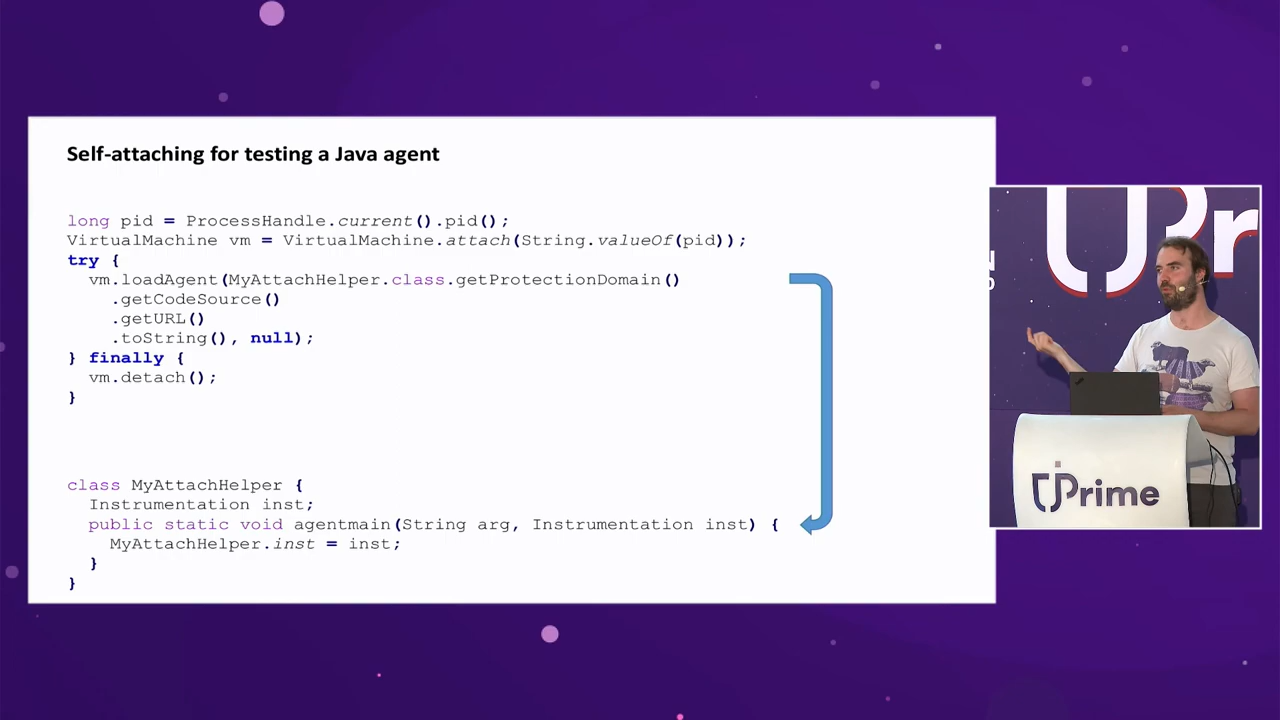 Self-attaching for testing a Java agent
long pid = ProcessHandle.current().pid();
VirtualMachine vm = VirtualMachine.attach(String.valueOf(pid));
try {
  vm.loadAgent(MyAttachHelper.class.getProtectionDomain()
    .getCodeSource()
    .getURL()
    .toString(), null);
} finally {
  vm.detach();
}
class MyAttachHelper {
  Instrumentation inst;
  public static void agentmain(String arg, Instrumentation inst) {
    MyAttachHelper.inst = inst;
  }
}
JPrime